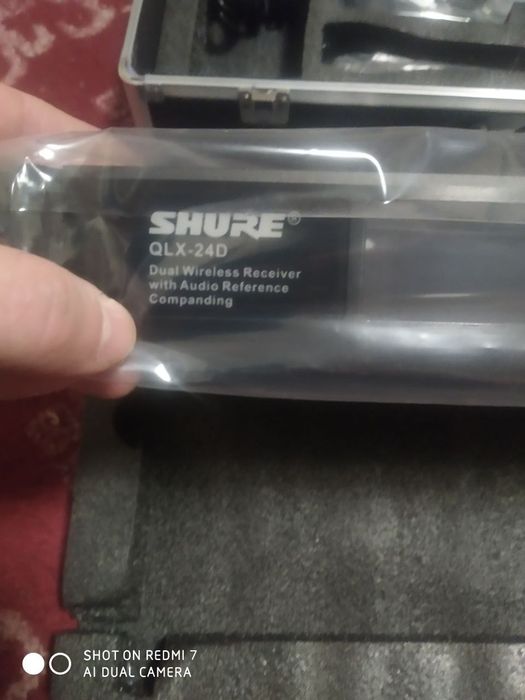 SHURE®
QLX-24D
Dual Wireless Receiver
with Audio Reference
Companding
SHOT ON REDMI 7
AI DUAL CAMERA